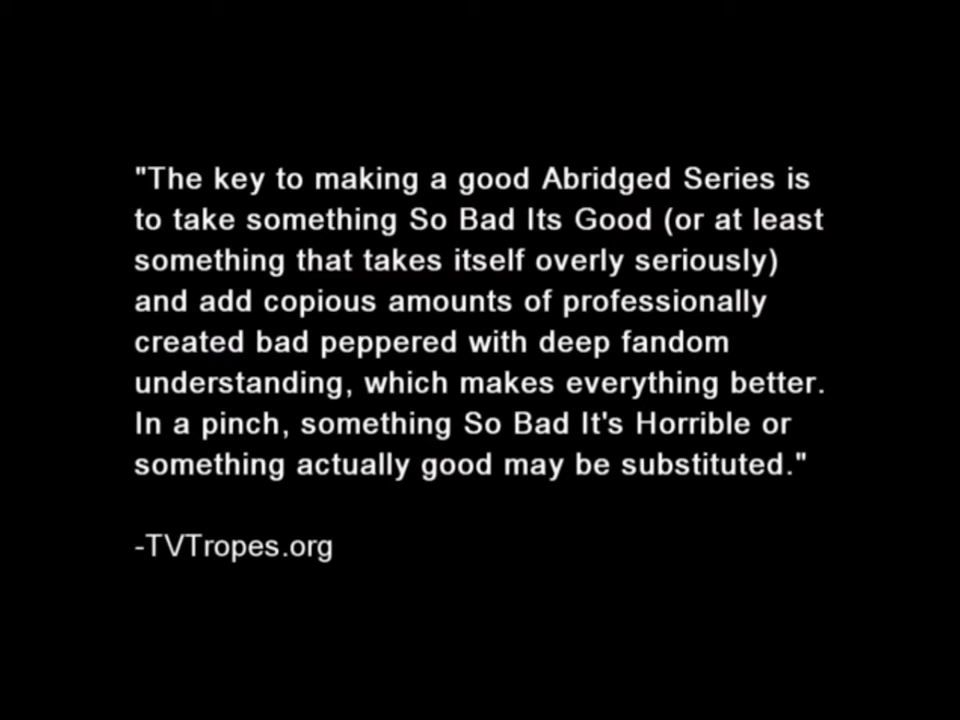 "The key to making a good Abridged Series is
to take something So Bad Its Good (or at least
something that takes itself overly seriously)
and add copious amounts of professionally
created bad peppered with deep fandom
understanding, which makes everything better.
In a pinch, something So Bad It's Horrible or
something actually good may be substituted."
-TVTropes.org